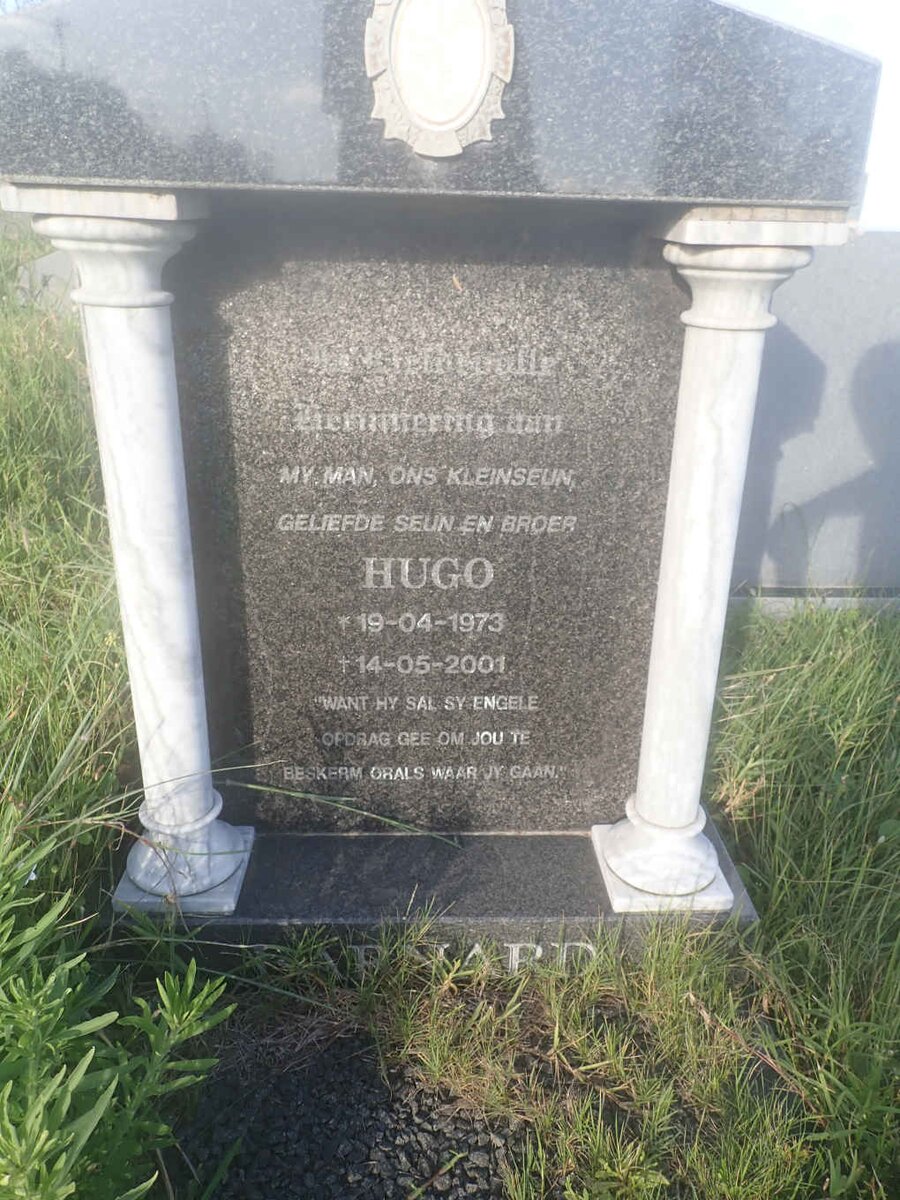 In Liefdevolle
Herinnering aan
MY MAN, ONS KLEINSEUN,
GELIEFDE SEUN EN BROER
HUGO
* 19-04-1973
† 14-05-2001
"WANT HY SAL SY ENGELE
OPDRAG GEE OM JOU TE
BESKERM ORALS WAAR JY GAAN."